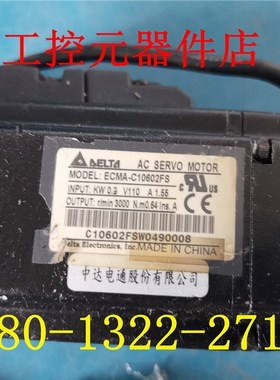 工控元器件店
DELTA AC SERVO MOTOR
MODEL: ECMA-C10602FS
INPUT: KW 0.2 V110 A 1.55
OUTPUT: r/min 3000 N.m0.64 Ins. A
C10602FSW0490008
Delta Electronics, Inc. MADE IN CHINA
中达电通股份有限公司
80-1322-271